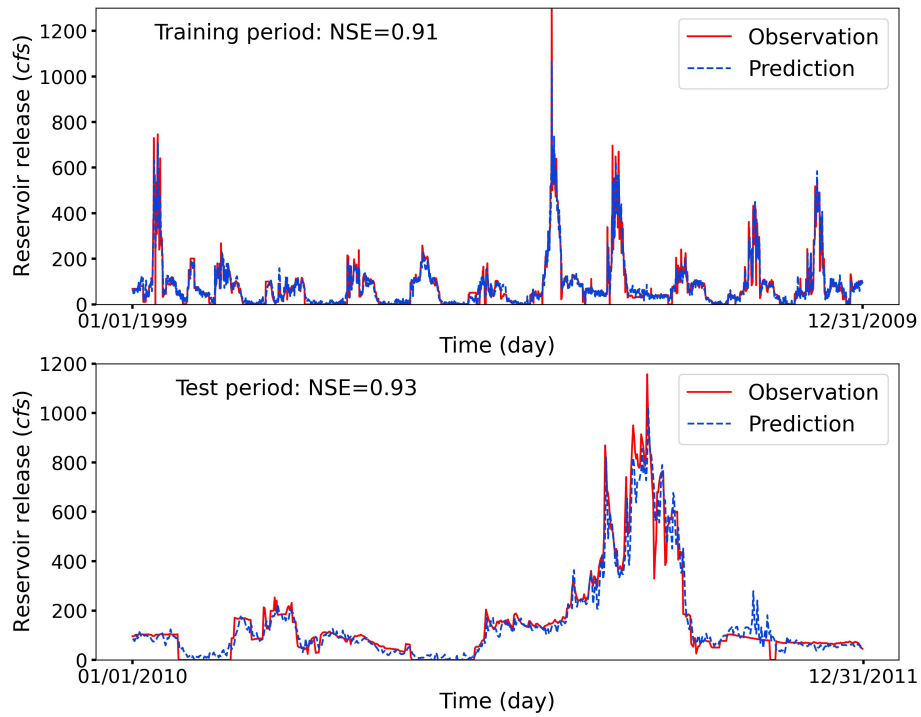 Training period: NSE=0.91
Observation
Prediction
Reservoir release (cfs)
1200
1000
800
600
400
200
0
01/01/1999
12/31/2009
Time (day)
Test period: NSE=0.93
Observation
Prediction
Reservoir release (cfs)
1200
1000
800
600
400
200
0
01/01/2010
12/31/2011
Time (day)